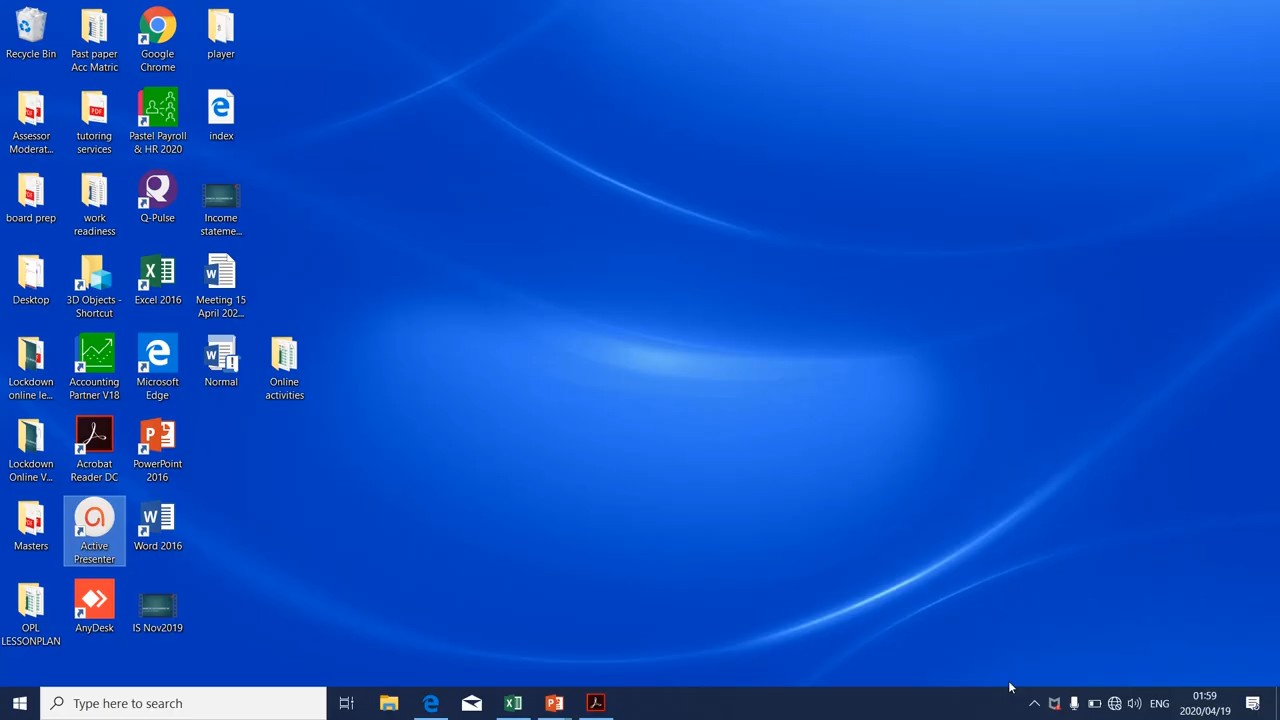 Recycle Bin
Past paper
Acc Matric
Google
Chrome
player
Assessor
Moderat...
tutoring
services
Pastel Payroll
& HR 2020
index
board prep
work
readiness
Q-Pulse
Income
stateme...
Desktop
3D Objects -
Shortcut
Excel 2016
Meeting 15
April 202...
Lockdown
online le...
Accounting
Partner V18
Microsoft
Edge
Normal
Online
activities
Lockdown
Online V...
Acrobat
Reader DC
PowerPoint
2016
Masters
Active
Presenter
Word 2016
OPL
LESSONPLAN
AnyDesk
IS Nov2019
Type here to search
ENG
01:59
2020/04/19